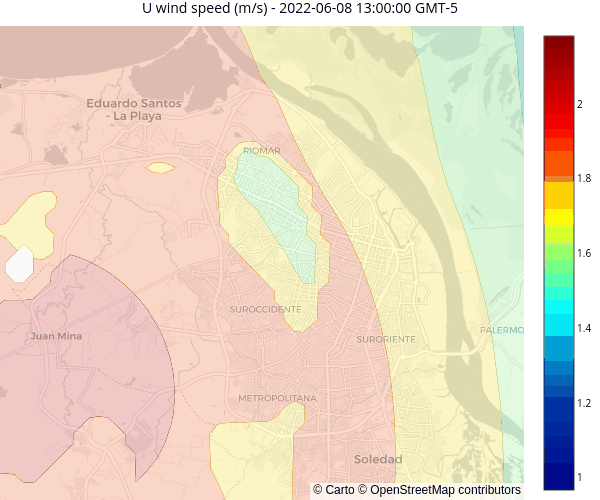 U wind speed (m/s) - 2022-06-08 13:00:00 GMT-5
2
Eduardo Santos
- La Playa
RIOMAR
1.8
1.6
SUROCCIDENTE
PALERMO
1.4
Juan Mina
SURORIENTE
METROPOLITANA
1.2
Soledad
1
© Carto © OpenStreetMap contributors